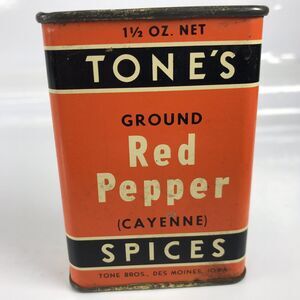 1½ OZ. NET
TONE'S
GROUND
Red
Pepper
(CAYENNE)
SPICES
TONE BROS., DES MOINES, IOWA